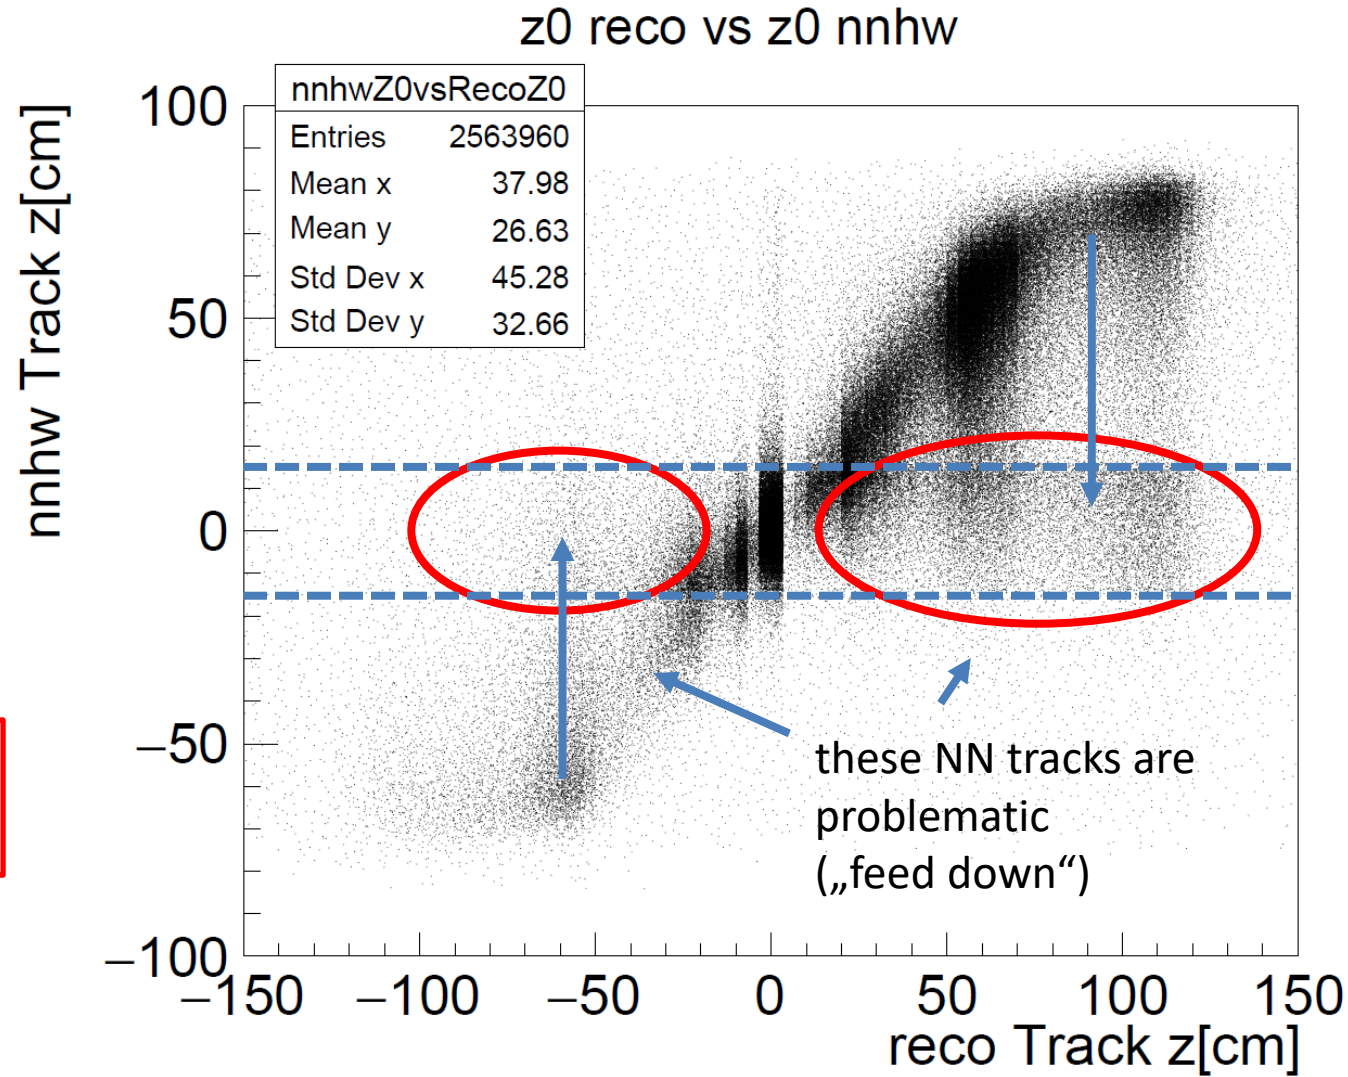 z0 reco vs z0 nnhw
nnhwZ0vsRecoZ0
Entries 2563960
Mean x 37.98
Mean y 26.63
Std Dev x 45.28
Std Dev y 32.66
nnhw Track z[cm]
100
50
0
−50
−100
these NN tracks are
problematic
(„feed down“)
−150 −100 −50 0 50 100 150
reco Track z[cm]